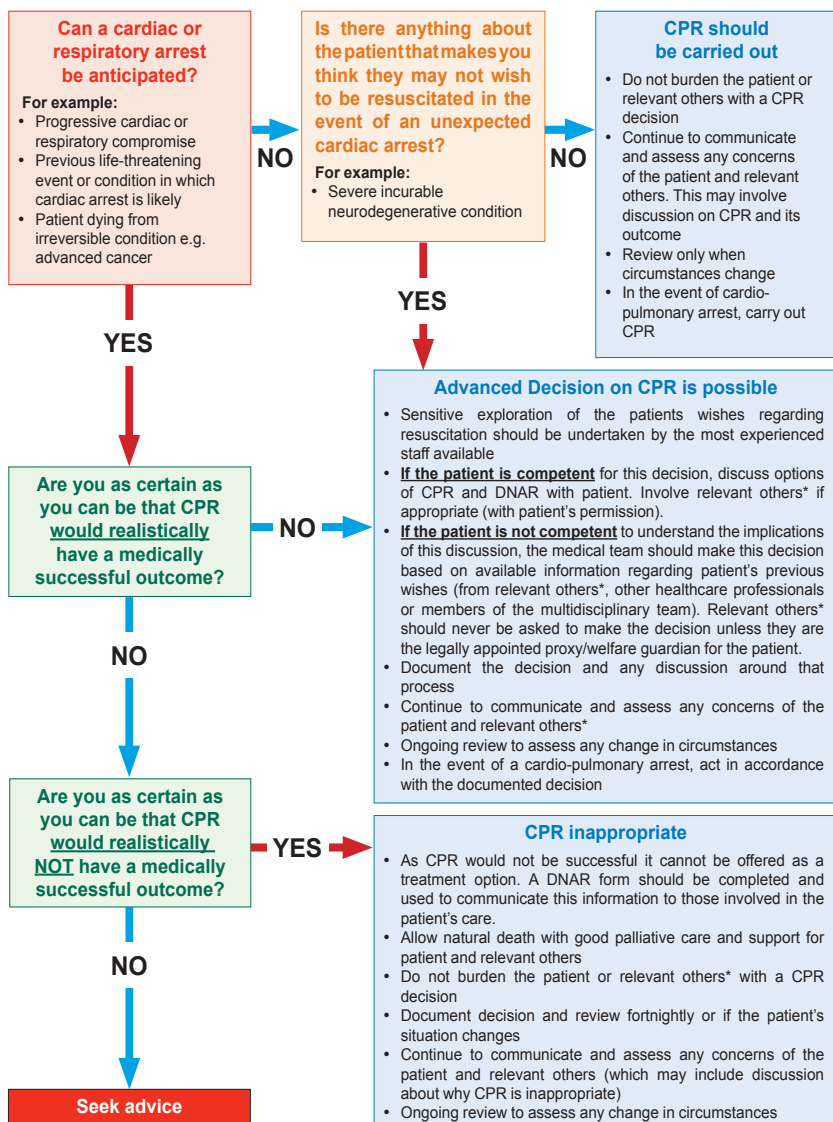 Can a cardiac or
respiratory arrest
be anticipated?
For example:
• Progressive cardiac or
respiratory compromise
• Previous life-threatening
event or condition in which
cardiac arrest is likely
• Patient dying from
irreversible condition e.g.
advanced cancer
NO
Is there anything about
the patient that makes you
think they may not wish
to be resuscitated in the
event of an unexpected
cardiac arrest?
For example:
• Severe incurable
neurodegenerative condition
NO
CPR should
be carried out
• Do not burden the patient or
relevant others with a CPR
decision
• Continue to communicate
and assess any concerns
of the patient and relevant
others. This may involve
discussion on CPR and its
outcome
• Review only when
circumstances change
• In the event of cardio-
pulmonary arrest, carry out
CPR
YES
YES
Advanced Decision on CPR is possible
• Sensitive exploration of the patients wishes regarding
resuscitation should be undertaken by the most experienced
staff available
• If the patient is competent for this decision, discuss options
of CPR and DNAR with patient. Involve relevant others* if
appropriate (with patient's permission).
• If the patient is not competent to understand the implications
of this discussion, the medical team should make this decision
based on available information regarding patient's previous
wishes (from relevant others*, other healthcare professionals
or members of the multidisciplinary team). Relevant others*
should never be asked to make the decision unless they are
the legally appointed proxy/welfare guardian for the patient.
• Document the decision and any discussion around that
process
• Continue to communicate and assess any concerns of the
patient and relevant others*
• Ongoing review to assess any change in circumstances
• In the event of a cardio-pulmonary arrest, act in accordance
with the documented decision
Are you as certain as
you can be that CPR
would realistically
have a medically
successful outcome?
NO
NO
Are you as certain as
you can be that CPR
would realistically
NOT have a medically
successful outcome?
YES
CPR inappropriate
• As CPR would not be successful it cannot be offered as a
treatment option. A DNAR form should be completed and
used to communicate this information to those involved in the
patient's care.
• Allow natural death with good palliative care and support for
patient and relevant others
• Do not burden the patient or relevant others* with a CPR
decision
• Document decision and review fortnightly or if the patient's
situation changes
• Continue to communicate and assess any concerns of the
patient and relevant others (which may include discussion
about why CPR is inappropriate)
• Ongoing review to assess any change in circumstances
NO
Seek advice